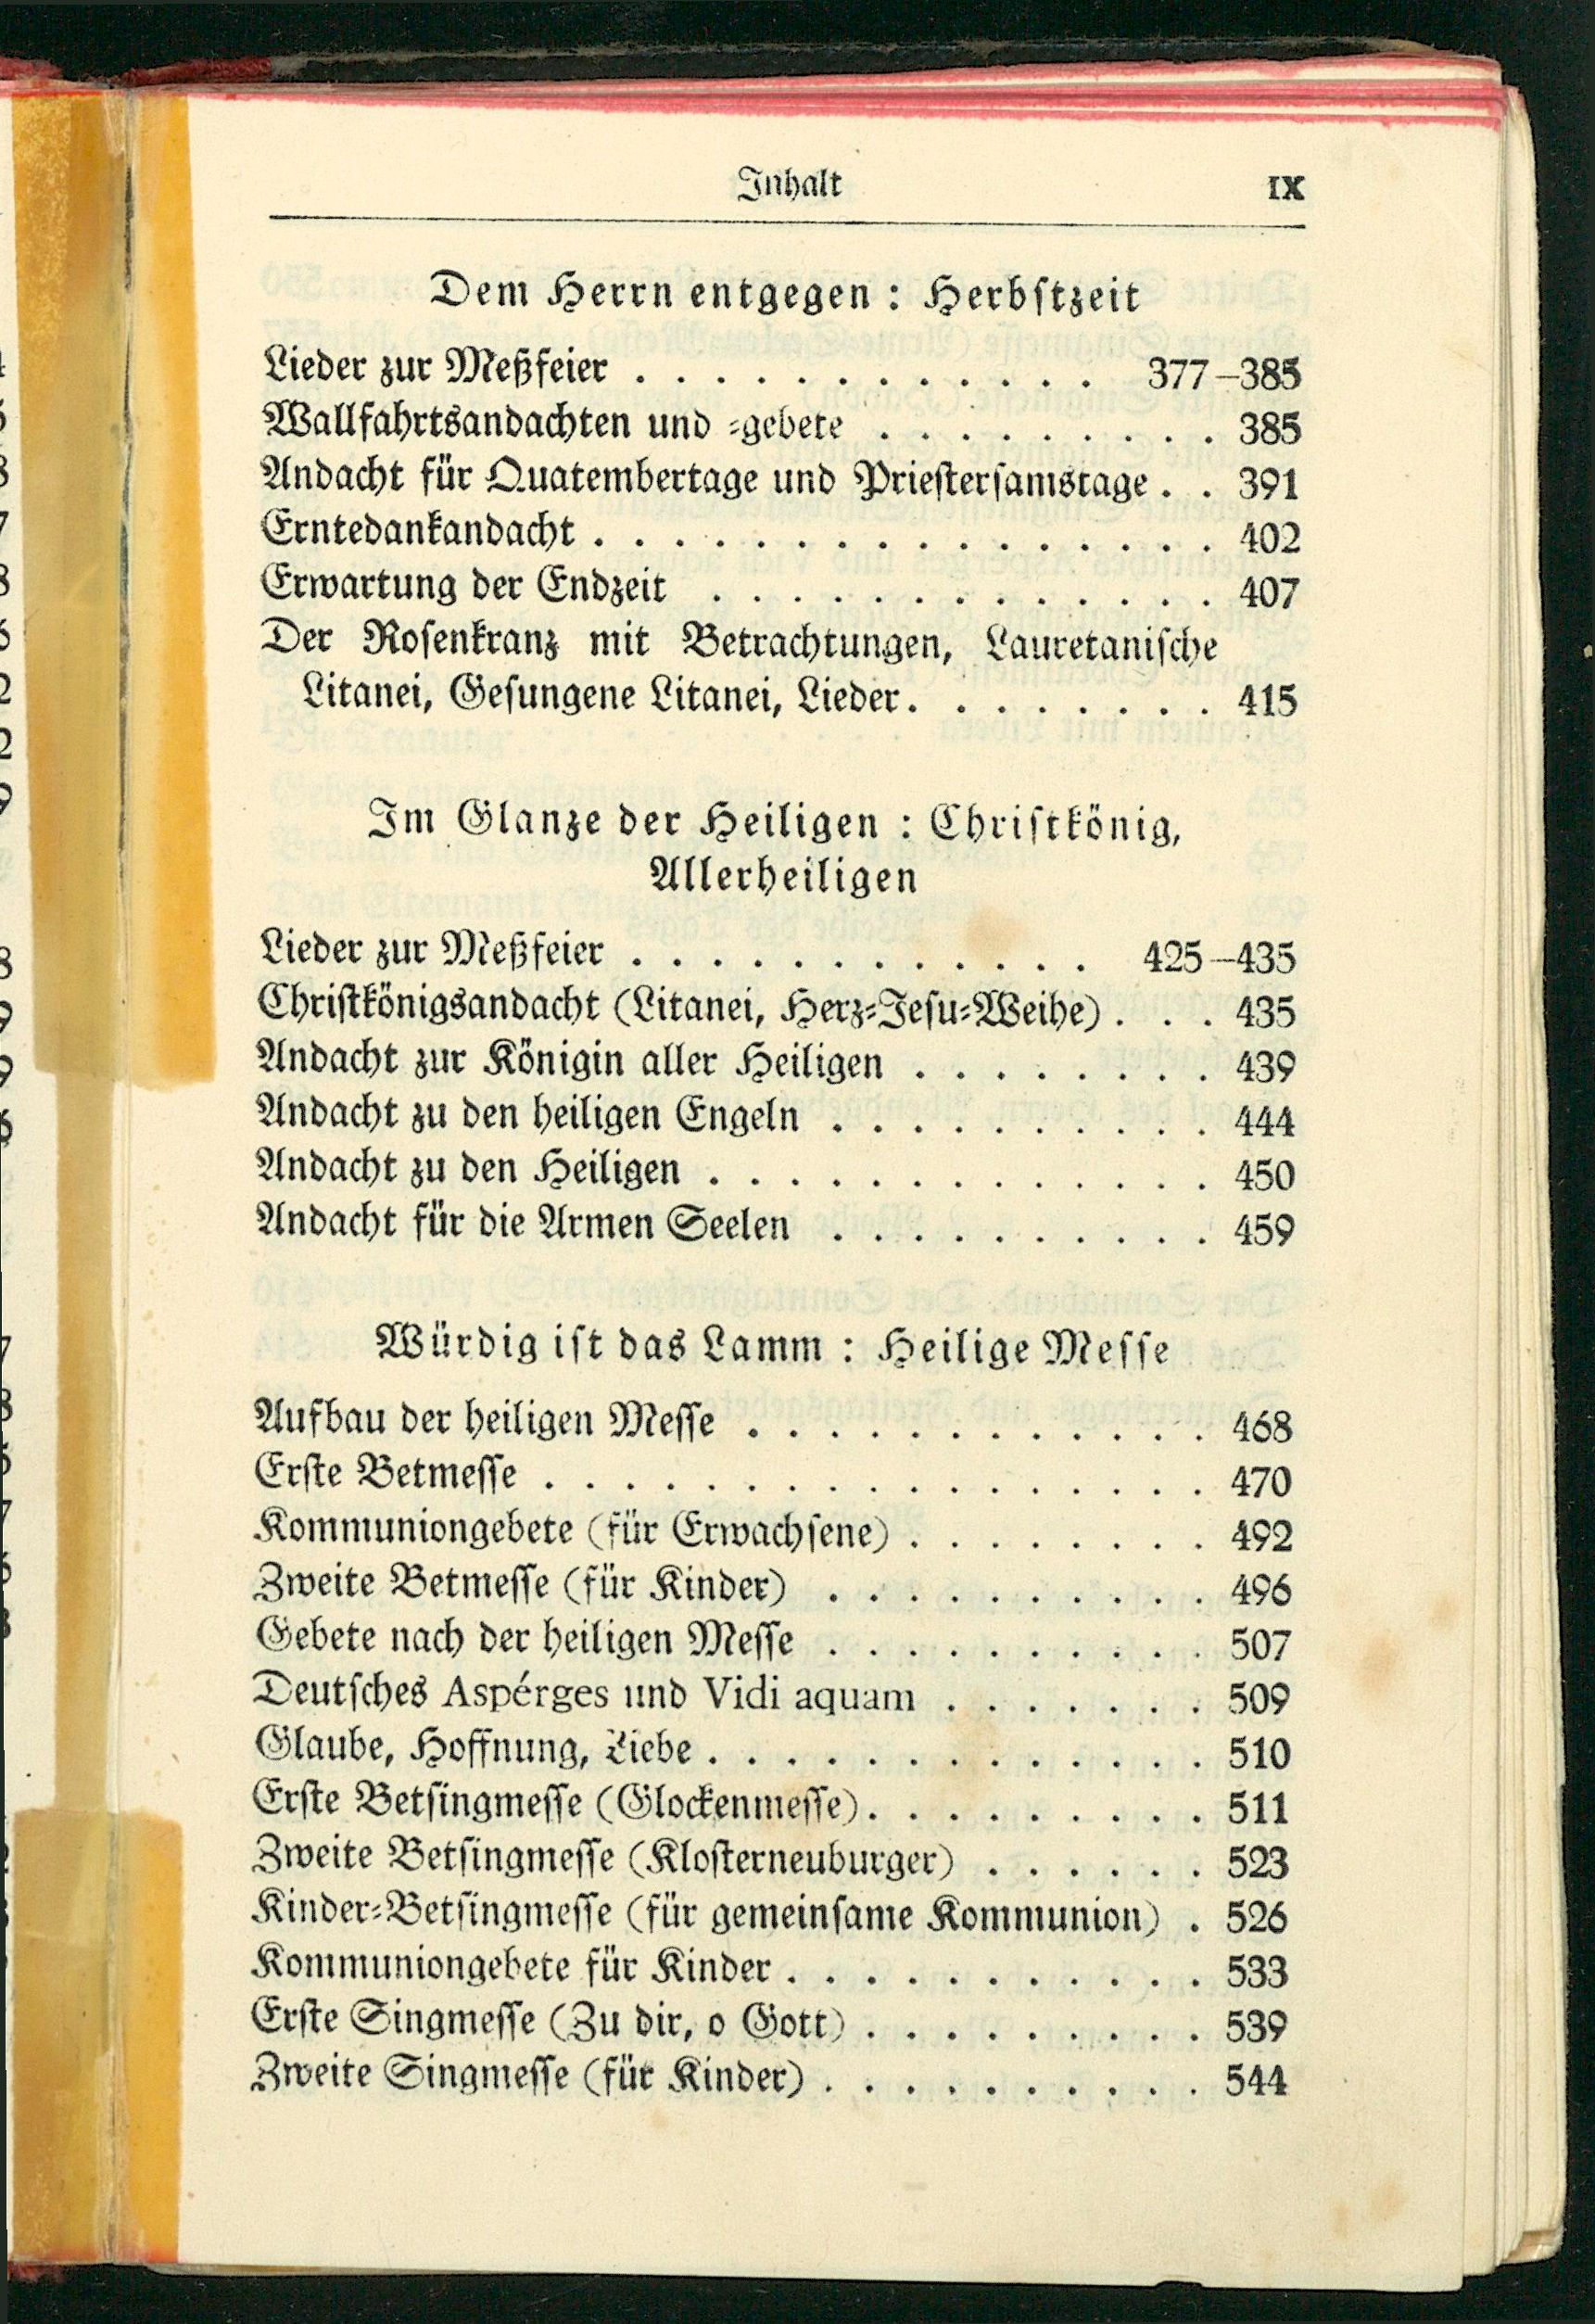 Inhalt IX
Dem Herrn entgegen : Herbstzeit
Lieder zur Meßfeier . . . . . . . . . . . . 377–385
Wallfahrtsandachten und -gebete . . . . . . . . . 385
Andacht für Quatembertage und Priestersamstage . . 391
Erntedankandacht . . . . . . . . . . . . . . . . 402
Erwartung der Endzeit . . . . . . . . . . . . . 407
Der Rosenkranz mit Betrachtungen, Lauretanische
Litanei, Gesungene Litanei, Lieder . . . . . . . . 415
Im Glanze der Heiligen : Christkönig,
Allerheiligen
Lieder zur Meßfeier . . . . . . . . . . . . 425–435
Christkönigsandacht (Litanei, Herz-Jesu-Weihe) . . . 435
Andacht zur Königin aller Heiligen . . . . . . . . 439
Andacht zu den heiligen Engeln . . . . . . . . . . 444
Andacht zu den Heiligen . . . . . . . . . . . . . 450
Andacht für die Armen Seelen . . . . . . . . . . 459
Würdig ist das Lamm : Heilige Messe
Aufbau der heiligen Messe . . . . . . . . . . . . 468
Erste Betmesse . . . . . . . . . . . . . . . . . 470
Kommuniongebete (für Erwachsene) . . . . . . . . 492
Zweite Betmesse (für Kinder) . . . . . . . . . . 496
Gebete nach der heiligen Messe . . . . . . . . . . 507
Deutsches Aspérges und Vidi aquam . . . . . . . 509
Glaube, Hoffnung, Liebe . . . . . . . . . . . . . 510
Erste Betsingmesse (Glockenmesse) . . . . . . . . . 511
Zweite Betsingmesse (Klosterneuburger) . . . . . . 523
Kinder-Betsingmesse (für gemeinsame Kommunion) . 526
Kommuniongebete für Kinder . . . . . . . . . . . 533
Erste Singmesse (Zu dir, o Gott) . . . . . . . . . 539
Zweite Singmesse (für Kinder) . . . . . . . . . . 544